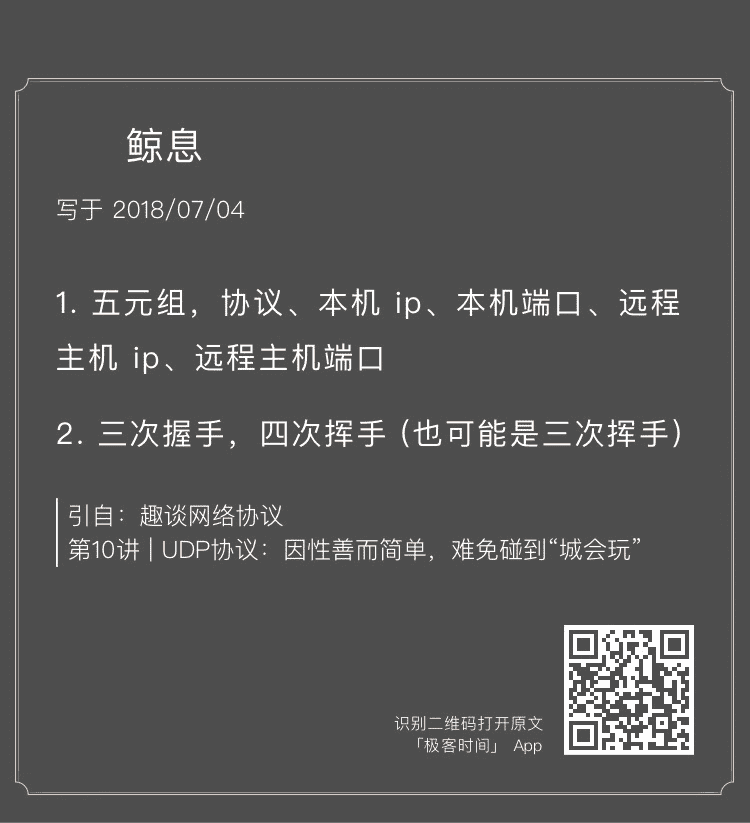 鲸息
写于 2018/07/04
1. 五元组，协议、本机 ip、本机端口、远程
主机 ip、远程主机端口
2. 三次握手，四次挥手 (也可能是三次挥手)
引自：趣谈网络协议
第10讲 | UDP协议：因性善而简单，难免碰到“城会玩”
识别二维码打开原文
「极客时间」 App